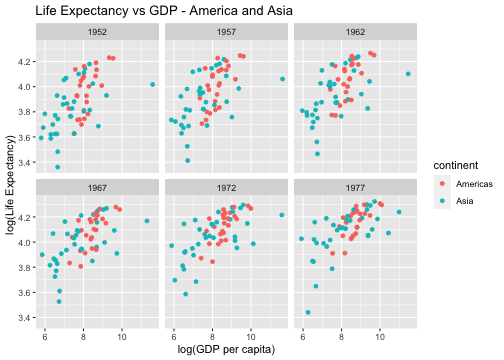 Life Expectancy vs GDP - America and Asia
1952 1957 1962
4.2
4.0
3.8
3.6
3.4
1967 1972 1977
4.2
4.0
3.8
3.6
3.4
6 8 10 6 8 10 6 8 10
log(GDP per capita)
log(Life Expectancy)
continent
Americas
Asia